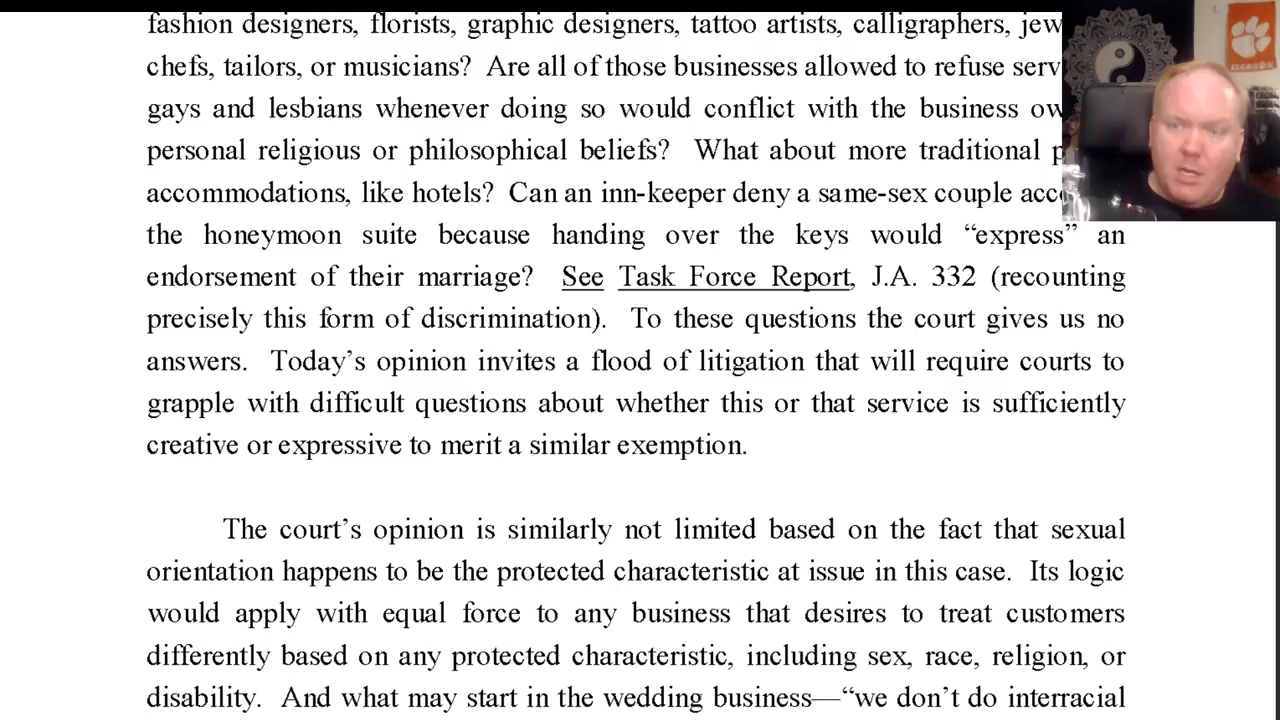 fashion designers, florists, graphic designers, tattoo artists, calligraphers,
chefs, tailors, or musicians?  Are all of those businesses allowed to refuse
gays and lesbians whenever doing so would conflict with the business
personal religious or philosophical beliefs?  What about more traditional
accommodations, like hotels?  Can an inn-keeper deny a same-sex couple
the honeymoon suite because handing over the keys would “express” an
endorsement of their marriage?  See Task Force Report, J.A. 332 (recounting
precisely this form of discrimination).  To these questions the court gives us no
answers.  Today’s opinion invites a flood of litigation that will require courts to
grapple with difficult questions about whether this or that service is sufficiently
creative or expressive to merit a similar exemption.
The court’s opinion is similarly not limited based on the fact that sexual
orientation happens to be the protected characteristic at issue in this case.  Its logic
would apply with equal force to any business that desires to treat customers
differently based on any protected characteristic, including sex, race, religion, or
disability.  And what may start in the wedding business—“we don’t do interracial